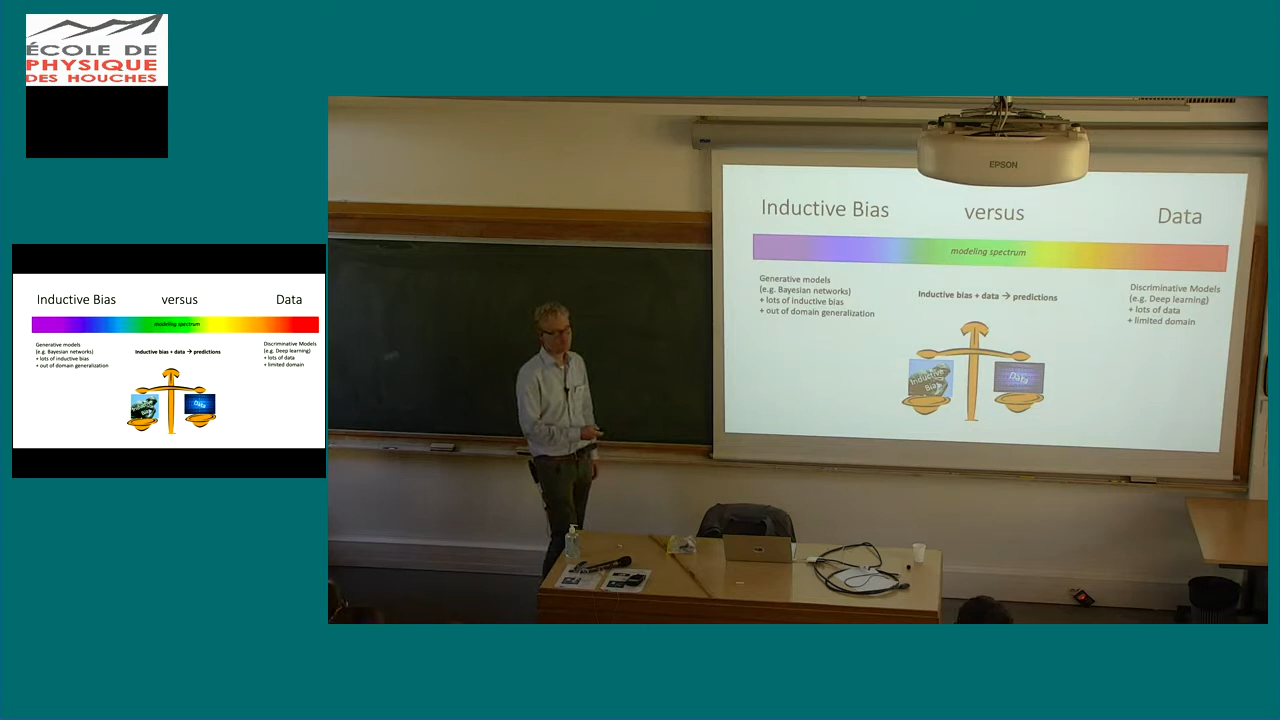 ÉCOLE DE
PHYSIQUE
DES HOUCHES
Inductive Bias versus Data
modeling spectrum
Generative models
(e.g. Bayesian networks)
+ lots of inductive bias
+ out of domain generalization
Inductive bias + data → predictions
Discriminative Models
(e.g. Deep learning)
+ lots of data
+ limited domain
Inductive
Bias
Data
EPSON
Inductive Bias versus Data
modeling spectrum
Generative models
(e.g. Bayesian networks)
+ lots of inductive bias
+ out of domain generalization
Inductive bias + data → predictions
Discriminative Models
(e.g. Deep learning)
+ lots of data
+ limited domain
Inductive
Bias
Data